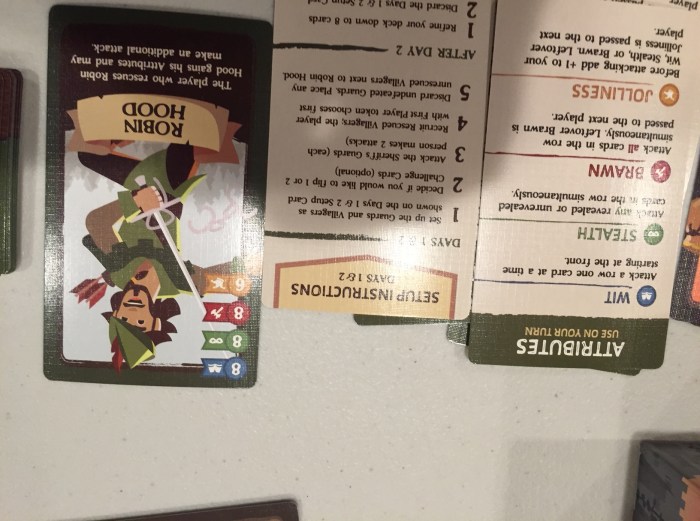 ATTRIBUTES
USE ON YOUR TURN
WIT
Attack a row one card at a time
starting at the front.
STEALTH
Attack any revealed or unrevealed
cards in the row simultaneously.
BRAWN
Attack all cards in the row
simultaneously. Leftover Brawn is
passed to the next player.
JOLLINESS
Before attacking add +1 to your
Wit, Stealth, or Brawn. Leftover
Jolliness is passed to the next
player.
SETUP INSTRUCTIONS
DAYS 1 & 2
DAYS 1 & 2
1 Set up the Guards and Villagers as
shown on the Days 1 & 2 Setup Card
2 Decide if you would like to flip 1 or 2
Challenge Cards (optional)
3 Attack the Sheriff's Guards (each
person makes 2 attacks)
4 Recruit Rescued Villagers; the player
with First Player token chooses first
5 Discard undefeated Guards. Place any
unrescued Villagers next to Robin Hood
AFTER DAY 2
1 Refine your deck down to 8 cards
2 Discard the Days 1 & 2 Setup Card
8
8
8
6
ROBIN
HOOD
The player who rescues Robin
Hood gains his Attributes and may
make an additional attack.